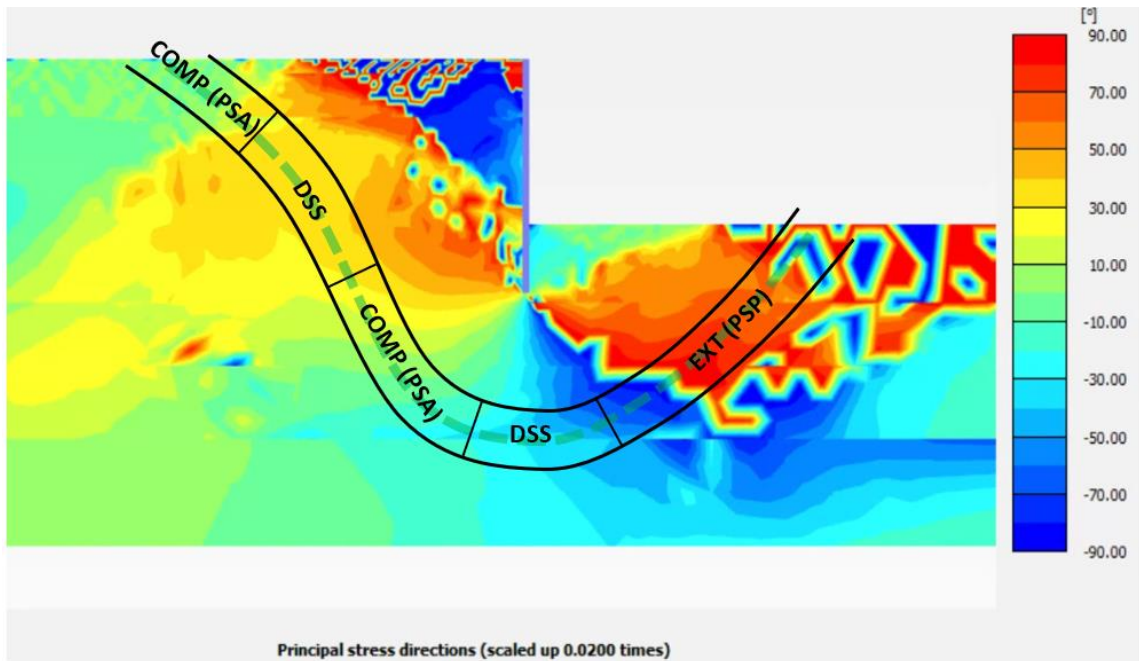 [°]
90.00
70.00
50.00
30.00
10.00
-10.00
-30.00
-50.00
-70.00
-90.00
COMP (PSA)
DSS
COMP (PSA)
DSS
EXT (PSP)
Principal stress directions (scaled up 0.0200 times)